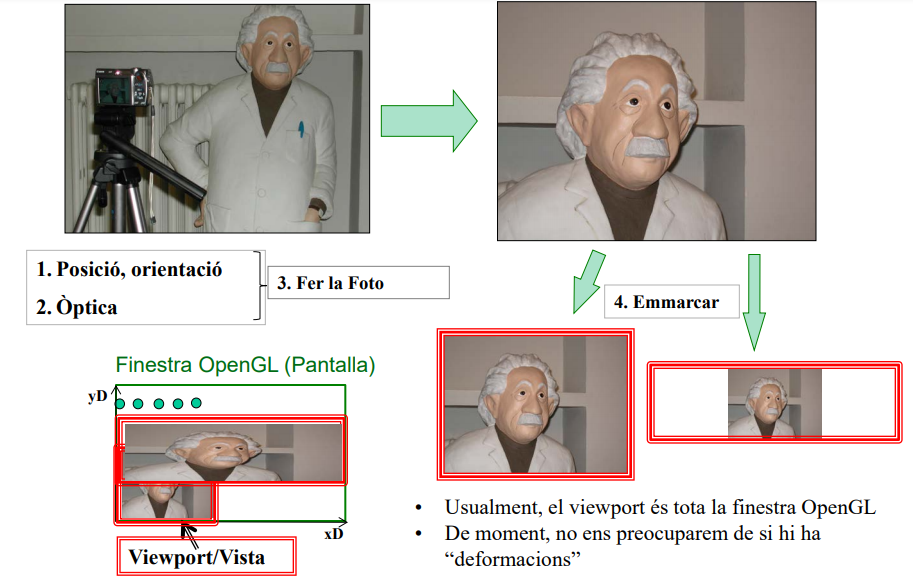 1. Posició, orientació
2. Òptica
3. Fer la Foto
4. Emmarcar
Finestra OpenGL (Pantalla)
yD
xD
Viewport/Vista
• Usualment, el viewport és tota la finestra OpenGL
• De moment, no ens preocuparem de si hi ha
“deformacions”